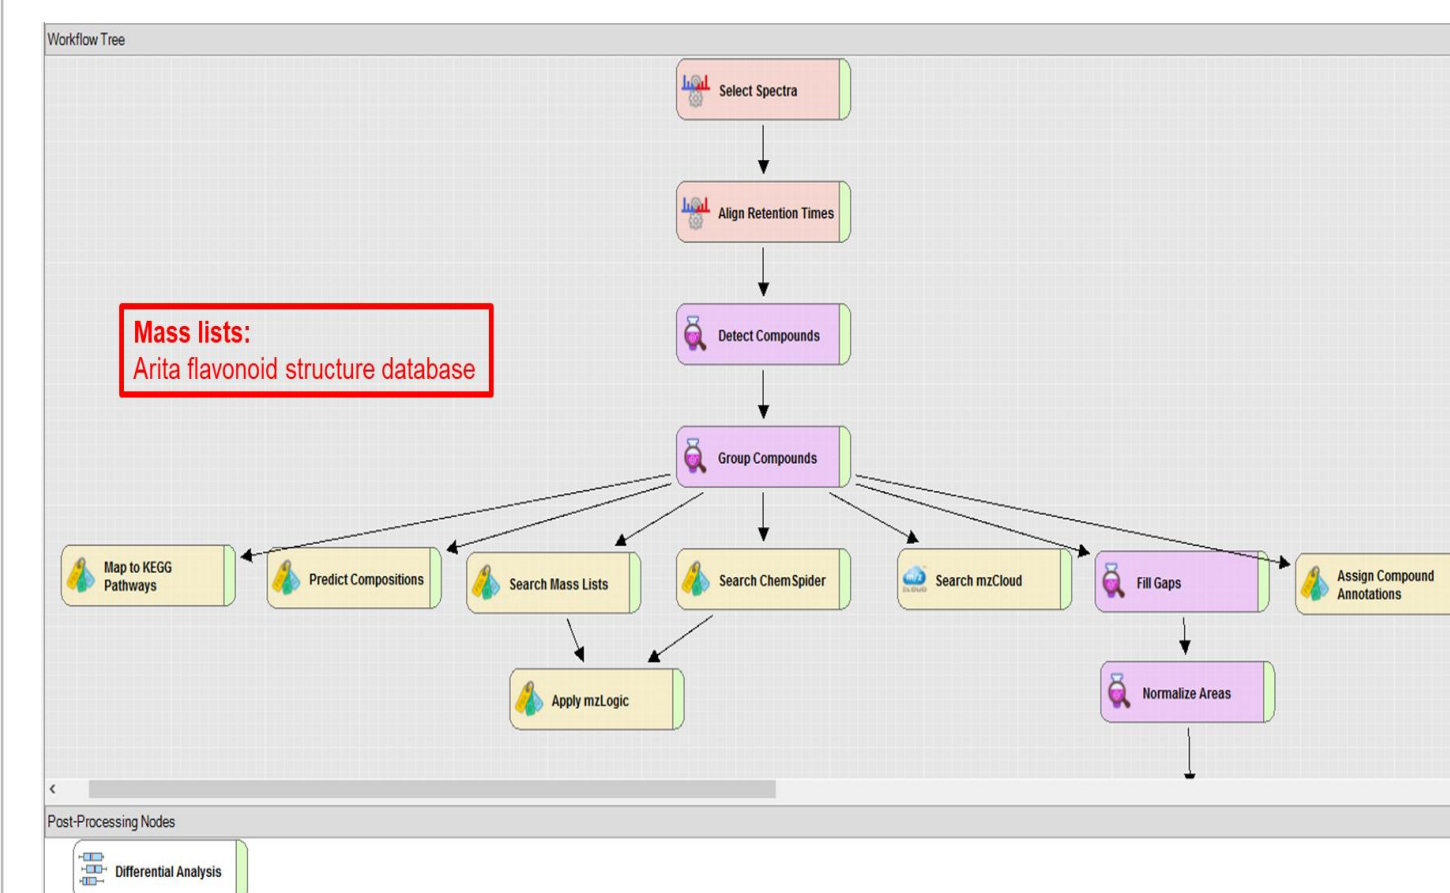 Workflow Tree
Select Spectra
Align Retention Times
Mass lists:
Arita flavonoid structure database
Detect Compounds
Group Compounds
Map to KEGG
Pathways
Predict Compositions
Search Mass Lists
Search ChemSpider
Search mzCloud
Fill Gaps
Assign Compound
Annotations
Apply mzLogic
Normalize Areas
Post-Processing Nodes
Differential Analysis